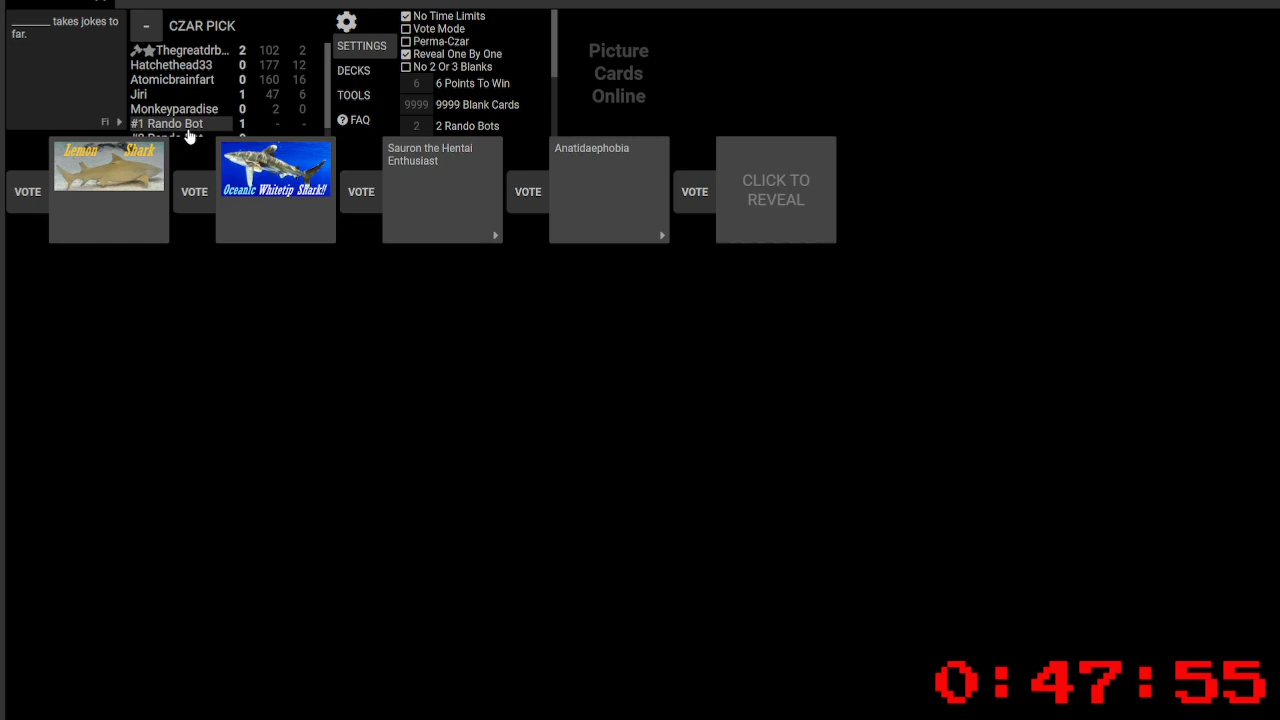 _______ takes jokes to
far.
Fi
-
CZAR PICK
Thegreatdrb... 2 102 2
Hatchethead33 0 177 12
Atomicbrainfart 0 160 16
Jiri 1 47 6
Monkeyparadise 0 2 0
#1 Rando Bot 1 - -
SETTINGS
DECKS
TOOLS
? FAQ
No Time Limits
Vote Mode
Perma-Czar
Reveal One By One
No 2 Or 3 Blanks
6 6 Points To Win
9999 9999 Blank Cards
2 2 Rando Bots
Picture
Cards
Online
VOTE
Lemon Shark
VOTE
Oceanic Whitetip Shark!!
VOTE
Sauron the Hentai
Enthusiast
VOTE
Anatidaephobia
VOTE
CLICK TO
REVEAL
0:47:55